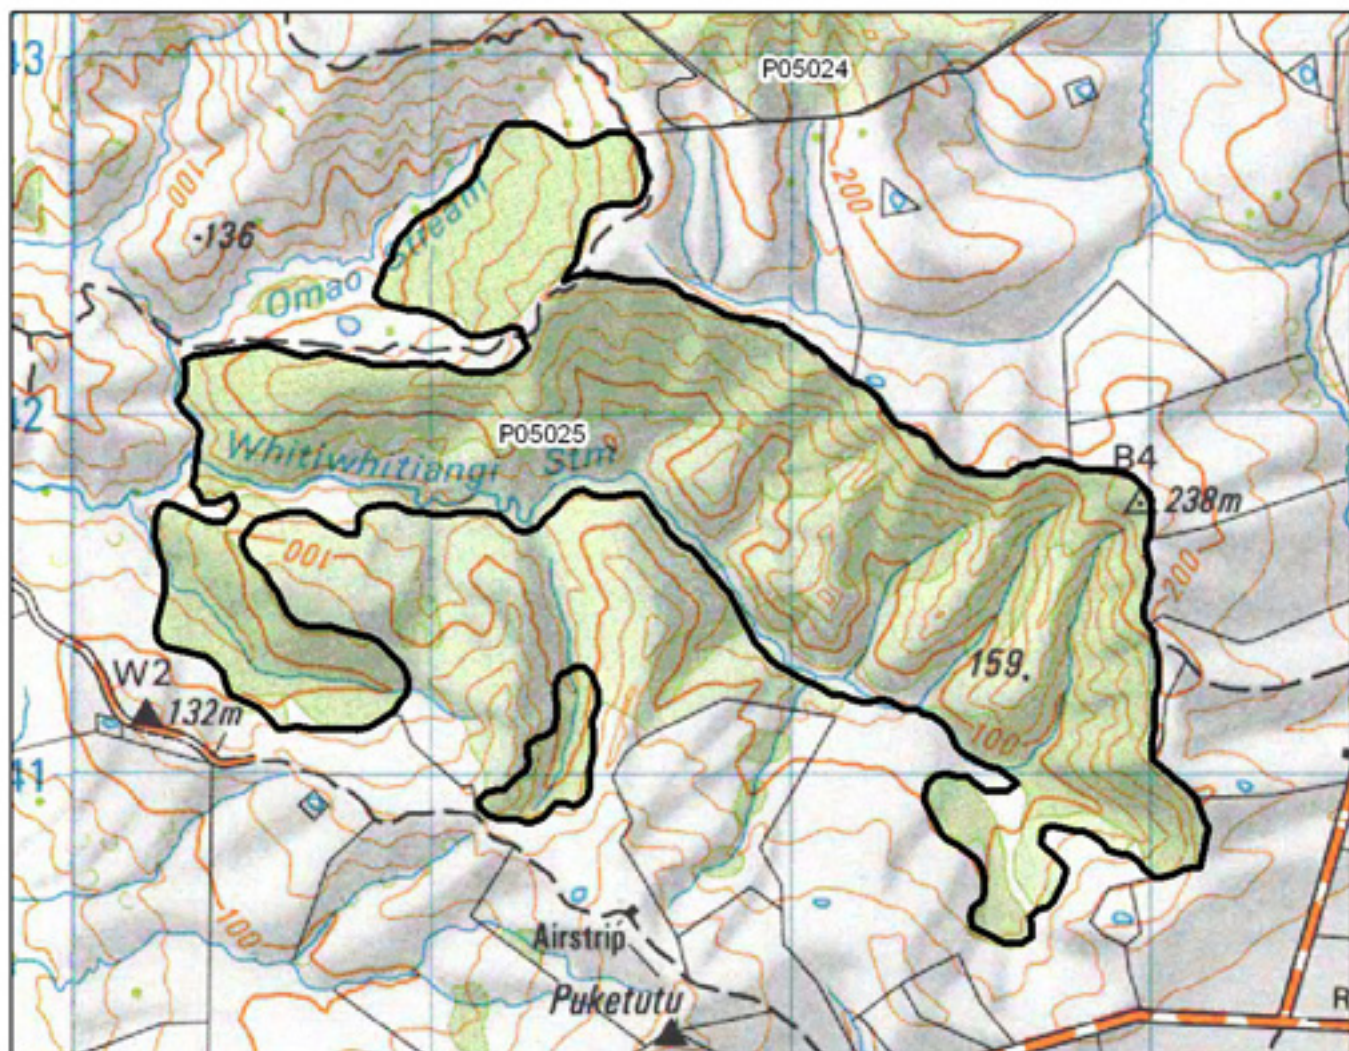 43
P05024
100
200
·136
Omao Stream
42
P05025
Whitiwhitiangi Stm
B4
238m
100
200
159.
W2
132m
100
41
100
Airstrip
Puketutu
R